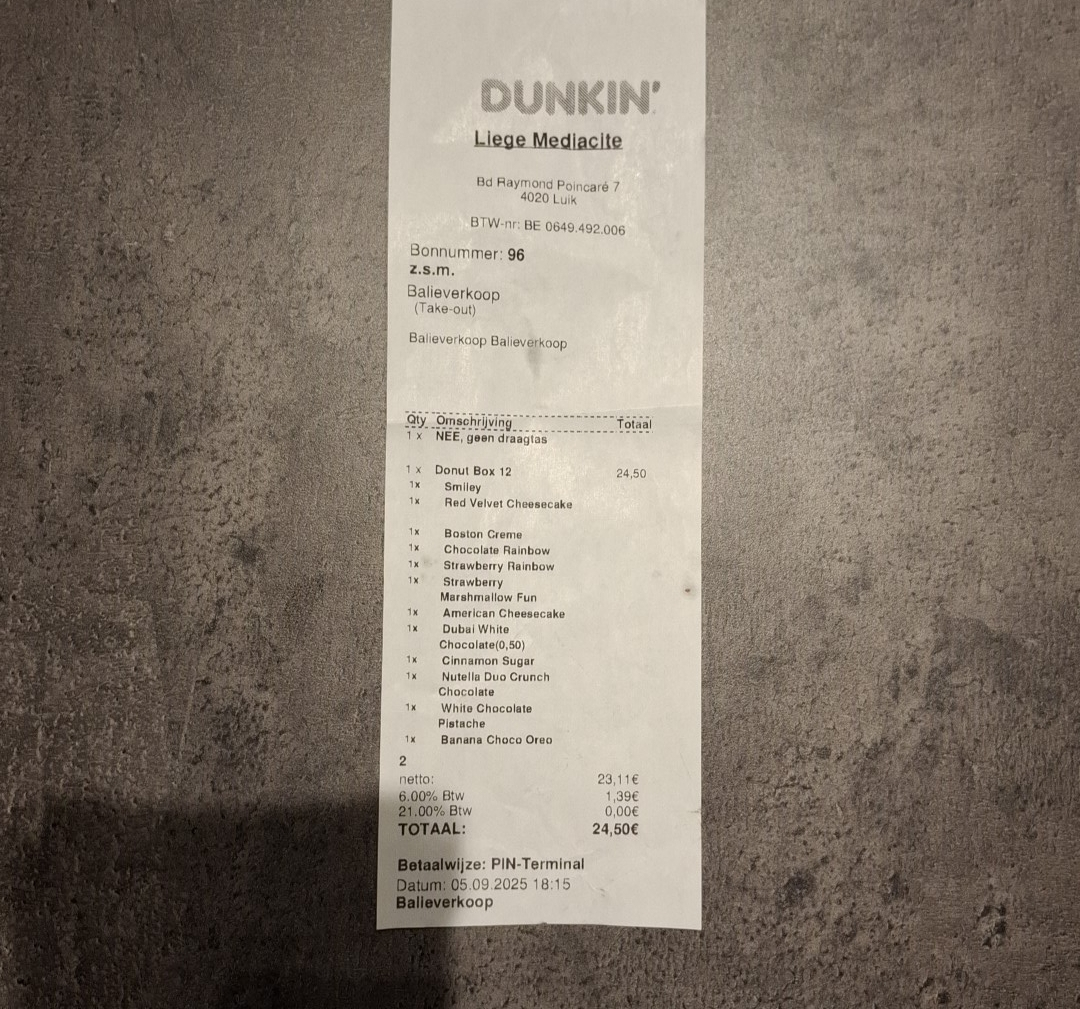 DUNKIN'
Liege Mediacite
Bd Raymond Poincaré 7
4020 Luik
BTW-nr: BE 0649.492.006
Bonnummer: 96
z.s.m.
Balieverkoop
(Take-out)
Balieverkoop Balieverkoop
Qty Omschrijving Totaal
1 x NEE, geen draagtas
1 x Donut Box 12 24,50
1x Smiley
1x Red Velvet Cheesecake
1x Boston Creme
1x Chocolate Rainbow
1x Strawberry Rainbow
1x Strawberry
Marshmallow Fun
1x American Cheesecake
1x Dubai White
Chocolate(0,50)
1x Cinnamon Sugar
1x Nutella Duo Crunch
Chocolate
1x White Chocolate
Pistache
1x Banana Choco Oreo
2
netto: 23,11€
6.00% Btw 1,39€
21.00% Btw 0,00€
TOTAAL: 24,50€
Betaalwijze: PIN-Terminal
Datum: 05.09.2025 18:15
Balieverkoop